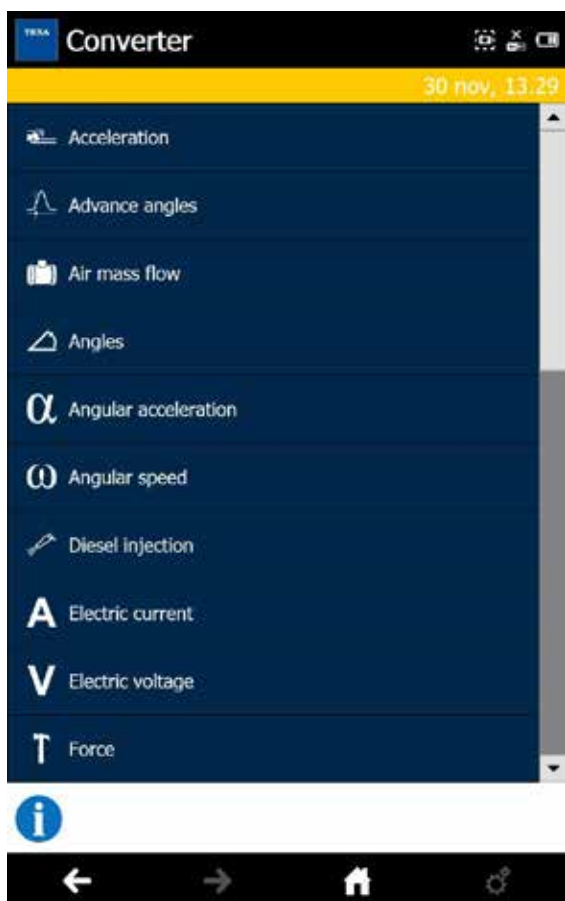 TEXA
Converter
30 nov, 13.29
Acceleration
Advance angles
Air mass flow
Angles
α Angular acceleration
ω Angular speed
Diesel injection
A Electric current
V Electric voltage
Force
i